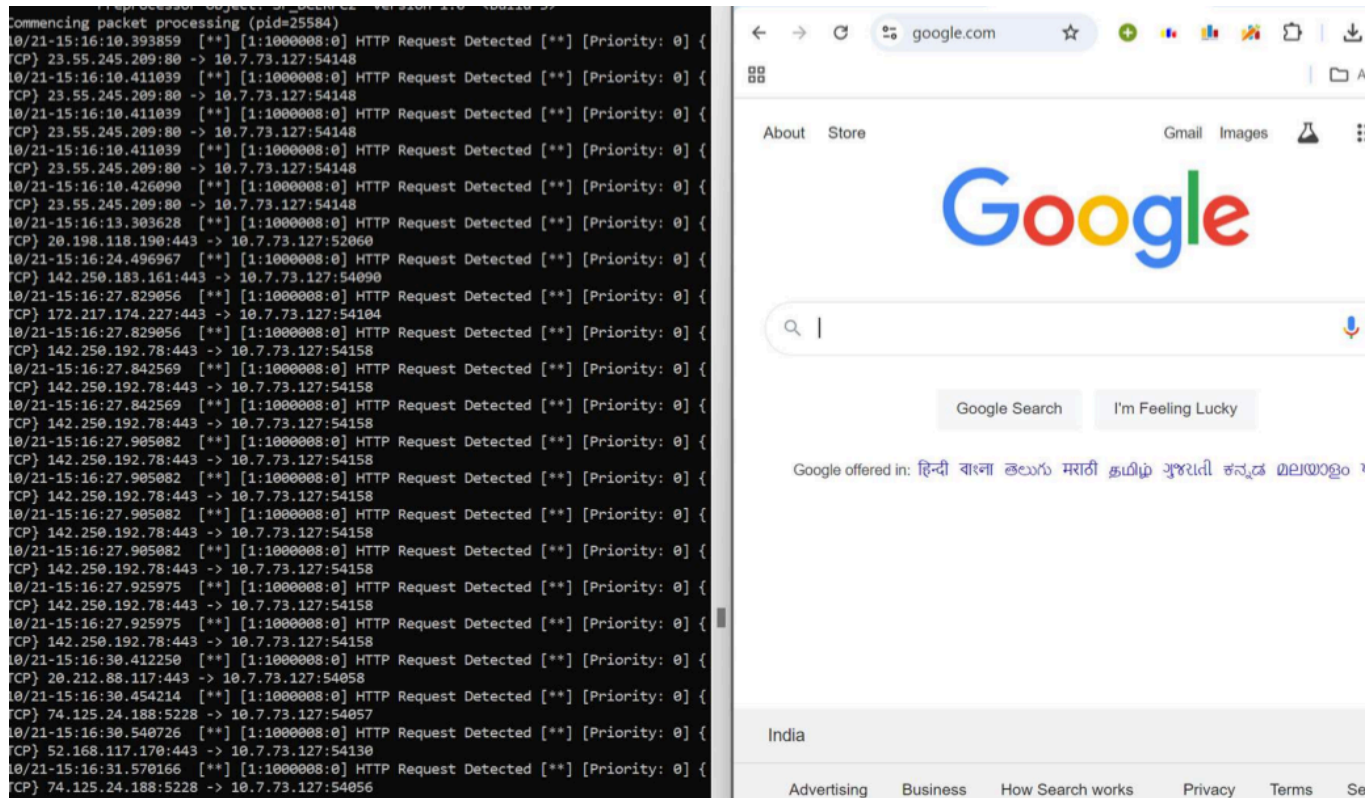 Commencing packet processing (pid=25584)
10/21-15:16:10.393859 [**] [1:1000008:0] HTTP Request Detected [**] [Priority: 0] {
TCP} 23.55.245.209:80 -> 10.7.73.127:54148
10/21-15:16:10.411039 [**] [1:1000008:0] HTTP Request Detected [**] [Priority: 0] {
TCP} 23.55.245.209:80 -> 10.7.73.127:54148
10/21-15:16:10.411039 [**] [1:1000008:0] HTTP Request Detected [**] [Priority: 0] {
TCP} 23.55.245.209:80 -> 10.7.73.127:54148
10/21-15:16:10.411039 [**] [1:1000008:0] HTTP Request Detected [**] [Priority: 0] {
TCP} 23.55.245.209:80 -> 10.7.73.127:54148
10/21-15:16:10.426090 [**] [1:1000008:0] HTTP Request Detected [**] [Priority: 0] {
TCP} 23.55.245.209:80 -> 10.7.73.127:54148
10/21-15:16:13.303628 [**] [1:1000008:0] HTTP Request Detected [**] [Priority: 0] {
TCP} 20.198.118.190:443 -> 10.7.73.127:52060
10/21-15:16:24.496967 [**] [1:1000008:0] HTTP Request Detected [**] [Priority: 0] {
TCP} 142.250.183.161:443 -> 10.7.73.127:54090
10/21-15:16:27.829056 [**] [1:1000008:0] HTTP Request Detected [**] [Priority: 0] {
TCP} 172.217.174.227:443 -> 10.7.73.127:54104
10/21-15:16:27.829056 [**] [1:1000008:0] HTTP Request Detected [**] [Priority: 0] {
TCP} 142.250.192.78:443 -> 10.7.73.127:54158
10/21-15:16:27.842569 [**] [1:1000008:0] HTTP Request Detected [**] [Priority: 0] {
TCP} 142.250.192.78:443 -> 10.7.73.127:54158
10/21-15:16:27.842569 [**] [1:1000008:0] HTTP Request Detected [**] [Priority: 0] {
TCP} 142.250.192.78:443 -> 10.7.73.127:54158
10/21-15:16:27.905082 [**] [1:1000008:0] HTTP Request Detected [**] [Priority: 0] {
TCP} 142.250.192.78:443 -> 10.7.73.127:54158
10/21-15:16:27.905082 [**] [1:1000008:0] HTTP Request Detected [**] [Priority: 0] {
TCP} 142.250.192.78:443 -> 10.7.73.127:54158
10/21-15:16:27.905082 [**] [1:1000008:0] HTTP Request Detected [**] [Priority: 0] {
TCP} 142.250.192.78:443 -> 10.7.73.127:54158
10/21-15:16:27.905082 [**] [1:1000008:0] HTTP Request Detected [**] [Priority: 0] {
TCP} 142.250.192.78:443 -> 10.7.73.127:54158
10/21-15:16:27.925975 [**] [1:1000008:0] HTTP Request Detected [**] [Priority: 0] {
TCP} 142.250.192.78:443 -> 10.7.73.127:54158
10/21-15:16:27.925975 [**] [1:1000008:0] HTTP Request Detected [**] [Priority: 0] {
TCP} 142.250.192.78:443 -> 10.7.73.127:54158
10/21-15:16:30.412250 [**] [1:1000008:0] HTTP Request Detected [**] [Priority: 0] {
TCP} 20.212.88.117:443 -> 10.7.73.127:54058
10/21-15:16:30.454214 [**] [1:1000008:0] HTTP Request Detected [**] [Priority: 0] {
TCP} 74.125.24.188:5228 -> 10.7.73.127:54057
10/21-15:16:30.540726 [**] [1:1000008:0] HTTP Request Detected [**] [Priority: 0] {
TCP} 52.168.117.170:443 -> 10.7.73.127:54130
10/21-15:16:31.570166 [**] [1:1000008:0] HTTP Request Detected [**] [Priority: 0] {
TCP} 74.125.24.188:5228 -> 10.7.73.127:54056
google.com
About Store Gmail Images
Google
Google Search I'm Feeling Lucky
Google offered in: हिन्दी বাংলা తెలుగు मराठी தமிழ் ગુજરાતી ಕನ್ನಡ മലയാളം
India
Advertising Business How Search works Privacy Terms Se